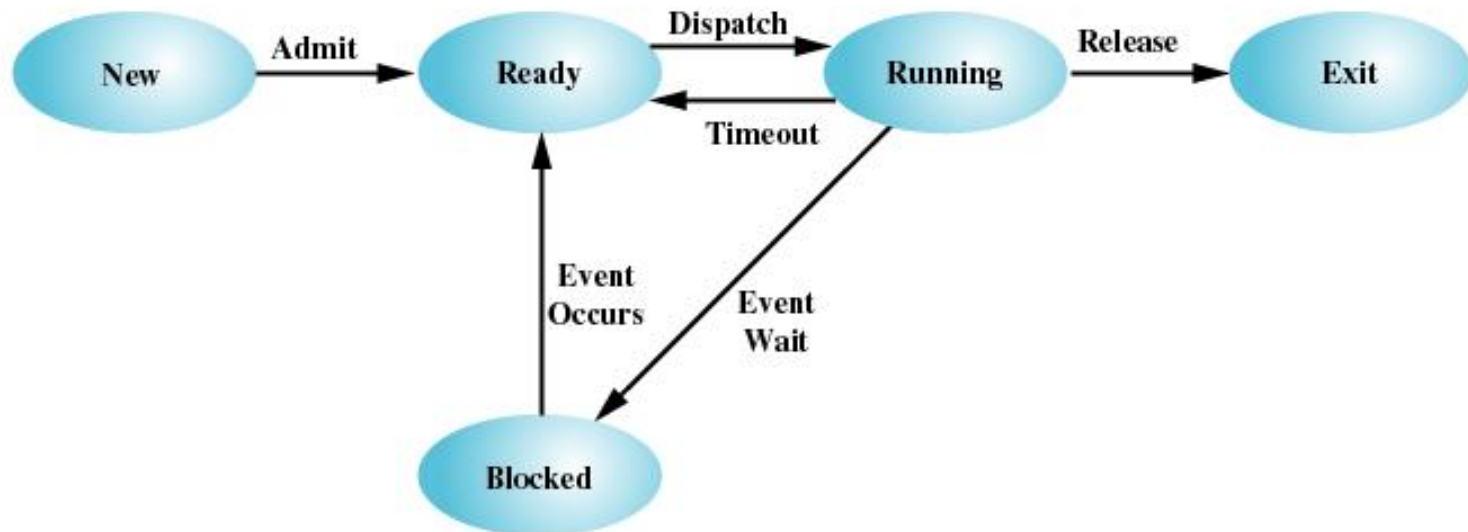 New
Admit
Ready
Dispatch
Timeout
Running
Release
Exit
Event
Occurs
Event
Wait
Blocked